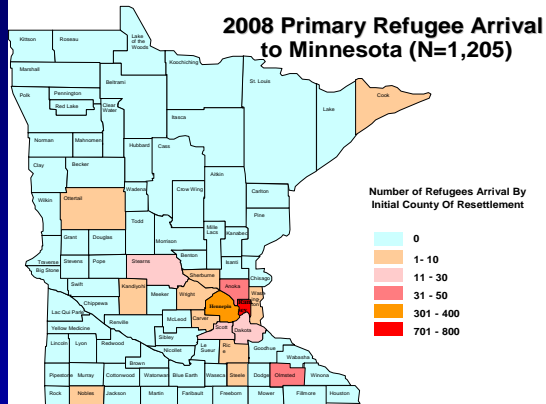 2008 Primary Refugee Arrival
to Minnesota (N=1,205)
Kittson
Roseau
Lake
of the
Woods
Koochiching
Marshall
St. Louis
Beltrami
Polk
Pennington
Red Lake
Clear
Water
Cook
Lake
Itasca
Norman
Mahnomen
Hubbard
Cass
Clay
Becker
Aitkin
Wadena
Crow Wing
Carlton
Wilkin
Ottertail
Pine
Todd
Mille
Lacs
Kanabec
Grant
Douglas
Morrison
Benton
Traverse
Stevens
Pope
Stearns
Isanti
Big Stone
Sherburne
Chisago
Swift
Kandiyohi
Anoka
Wright
Meeker
Hennepin
Chippewa
Lac Qui Parle
Carver
McLeod
Renville
Scott
Dakota
Yellow Medicine
Sibley
Lincoln
Lyon
Redwood
Nicollet
Le
Sueur
Ric
e
Goodhue
Wabasha
Brown
Pipestone
Murray
Cottonwood
Watonwan
Blue Earth
Waseca
Steele
Dodge
Olmsted
Winona
Rock
Nobles
Jackson
Martin
Faribault
Freeborn
Mower
Fillmore
Houston
Number of Refugees Arrival By
Initial County Of Resettlement
0
1- 10
11 - 30
31 - 50
301 - 400
701 - 800